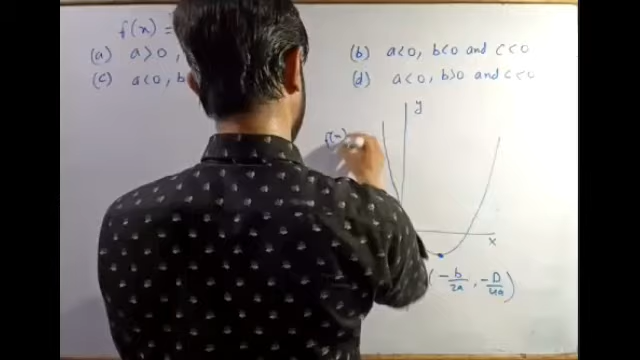 f(x) =
(a) a > 0,
(b) a < 0, b < 0 and c < 0
(c) a < 0, b
(d) a < 0, b > 0 and c < 0
y
f(x)
x
(-b/2a, -D/4a)